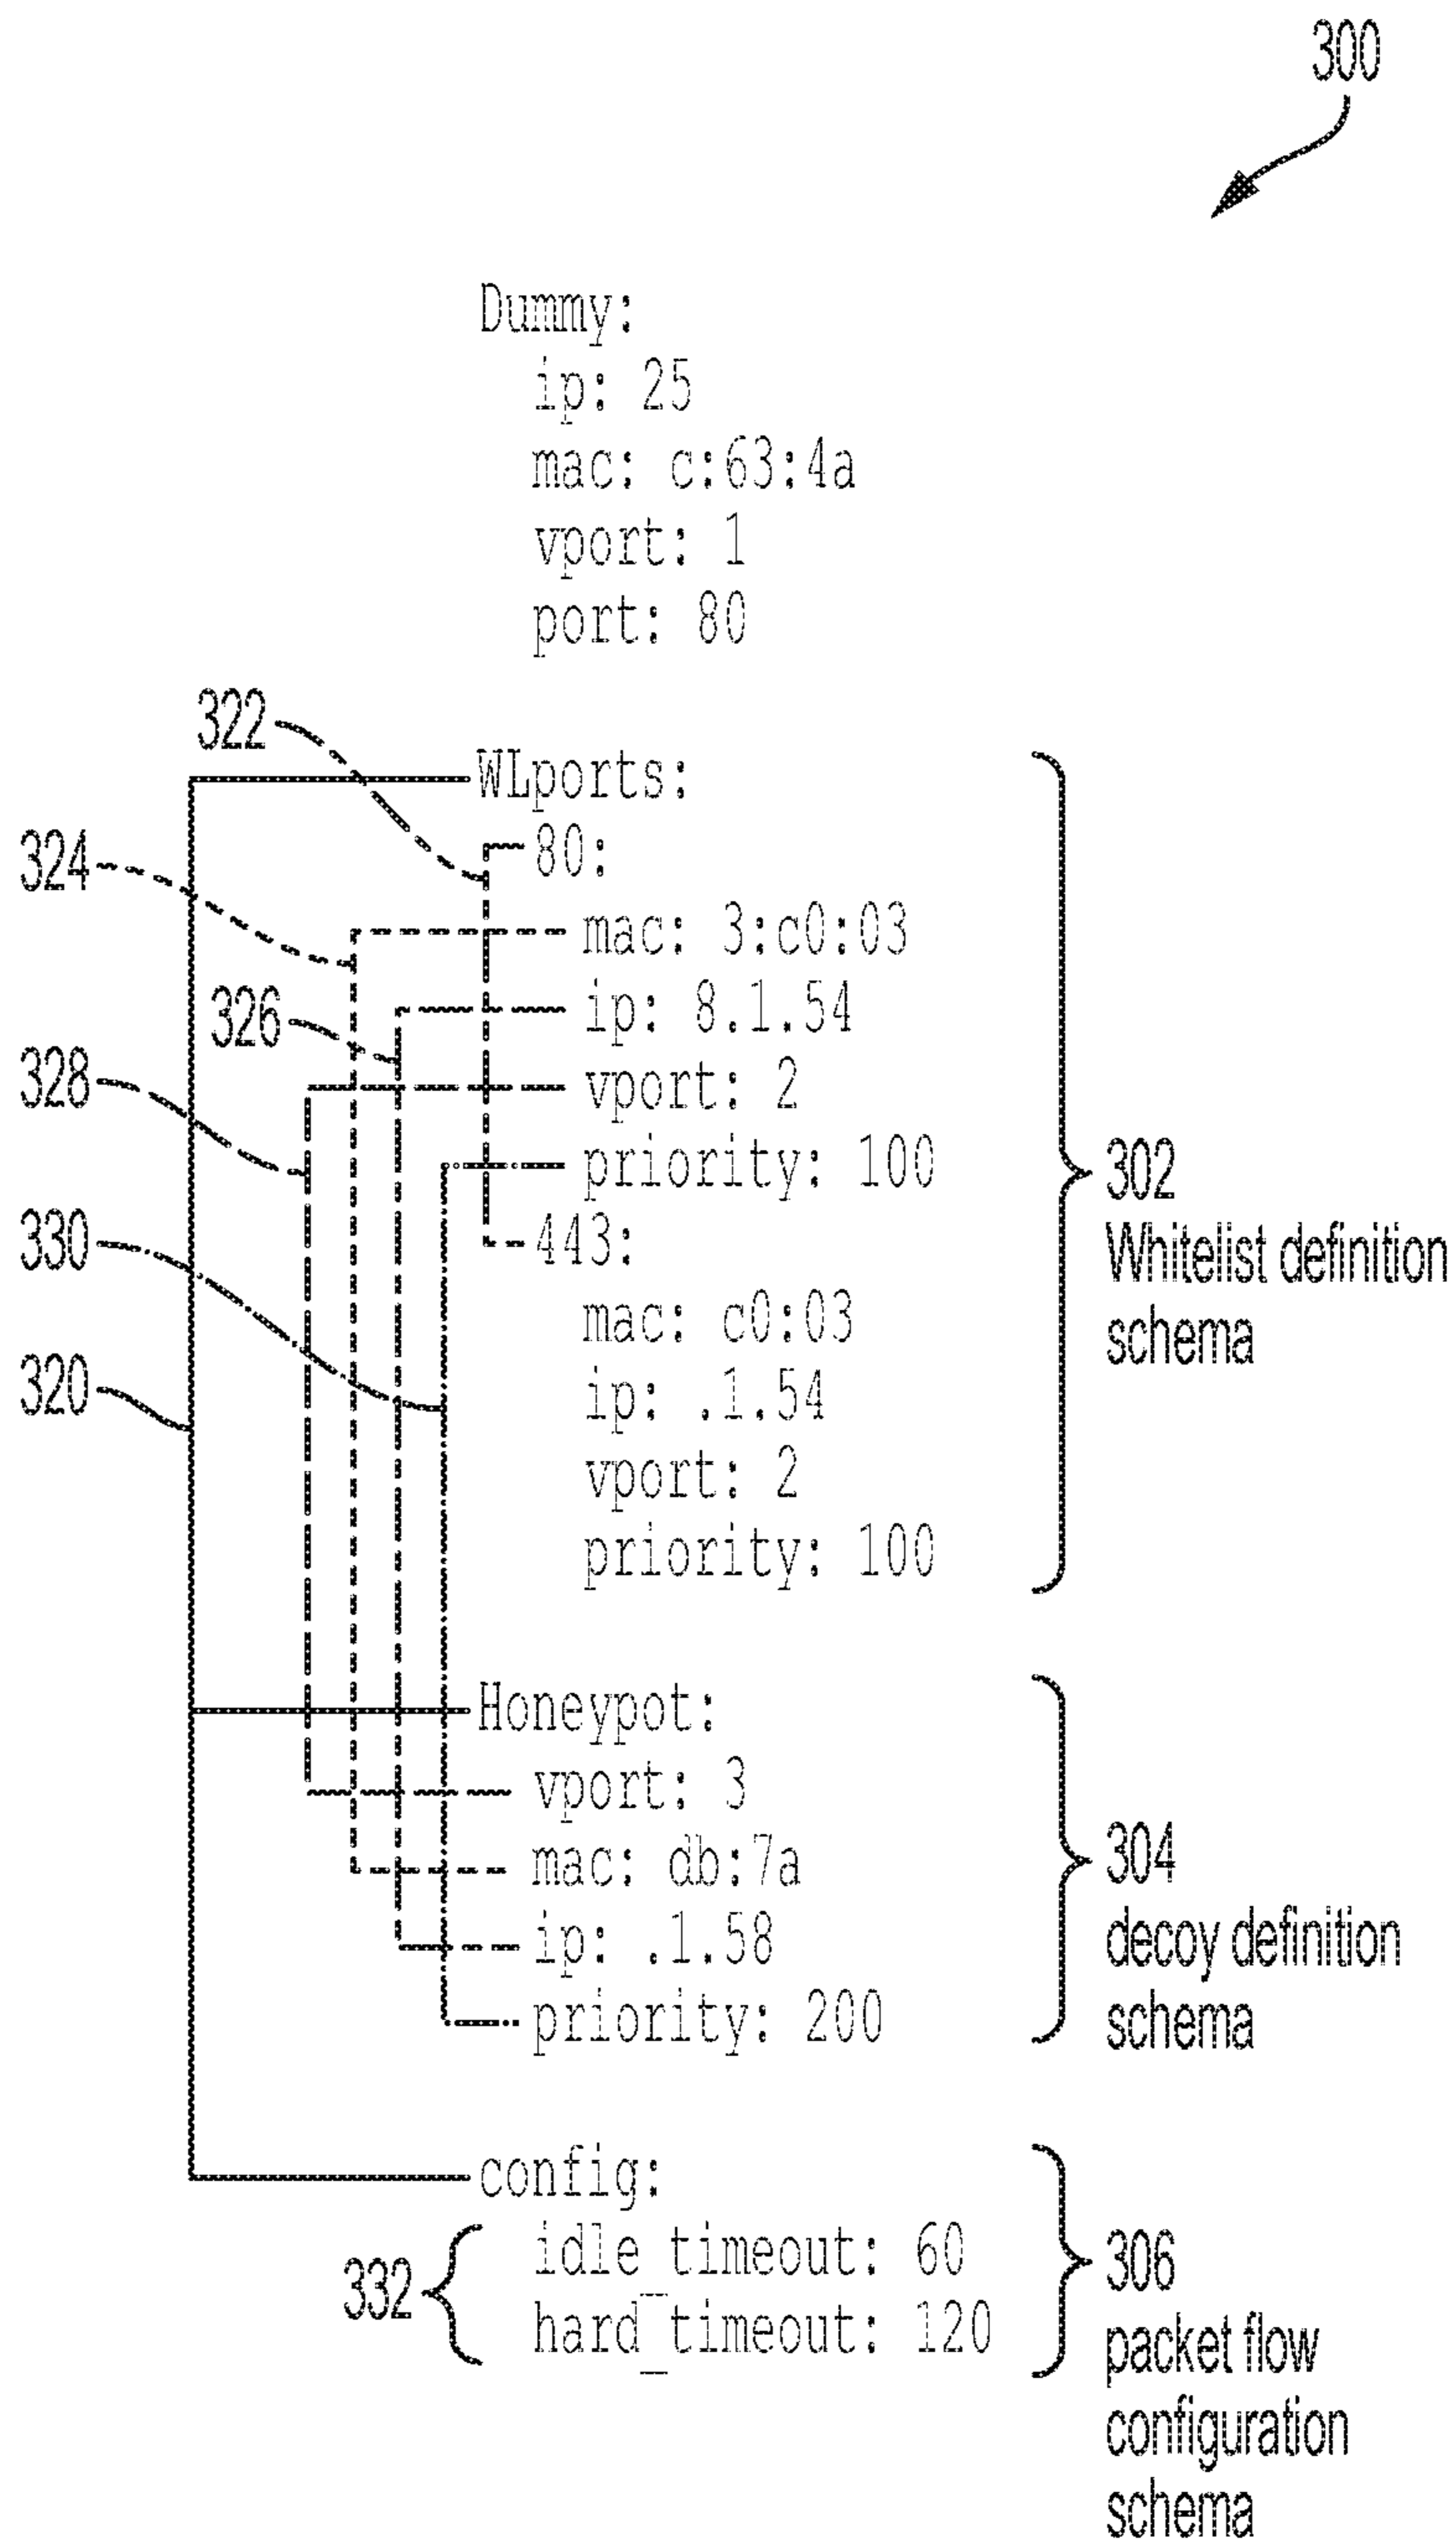 300
Dummy:
ip: 25
mac: c:63:4a
vport: 1
port: 80
322
WLports:
324
80:
mac: 3:c0:03
326
ip: 8.1.54
328
vport: 2
priority: 100
302
Whitelist definition
schema
330
443:
mac: c0:03
320
ip: .1.54
vport: 2
priority: 100
Honeypot:
vport: 3
mac: db:7a
ip: .1.58
priority: 200
304
decoy definition
schema
config:
332
idle_timeout: 60
hard_timeout: 120
306
packet flow
configuration
schema